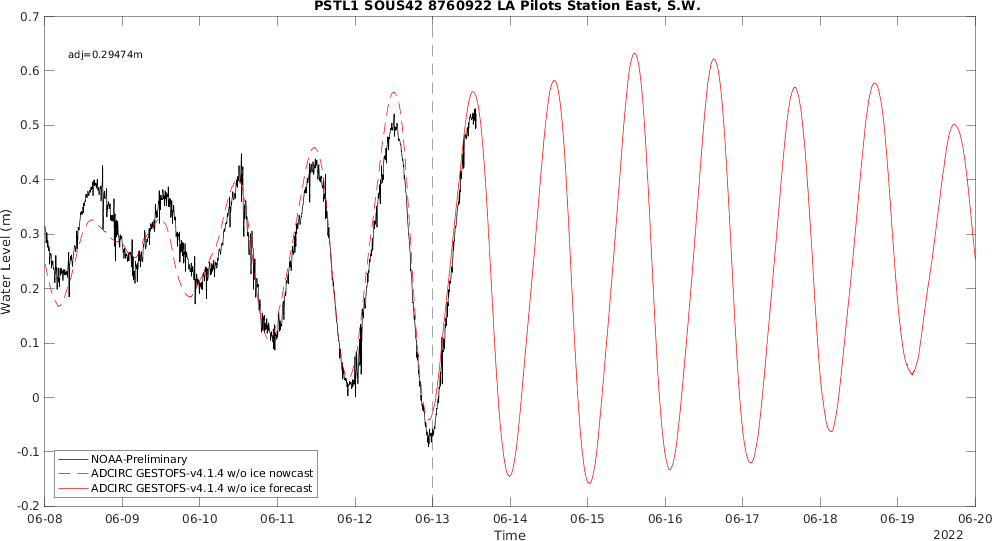 PSTL1 SOUS42 8760922 LA Pilots Station East, S.W.
adj=0.29474m
0.7
0.6
0.5
0.4
0.3
0.2
0.1
0
-0.1
-0.2
Water Level (m)
NOAA-Preliminary
ADCIRC GESTOFS-v4.1.4 w/o ice nowcast
ADCIRC GESTOFS-v4.1.4 w/o ice forecast
06-08 06-09 06-10 06-11 06-12 06-13 06-14 06-15 06-16 06-17 06-18 06-19 06-20
Time
2022